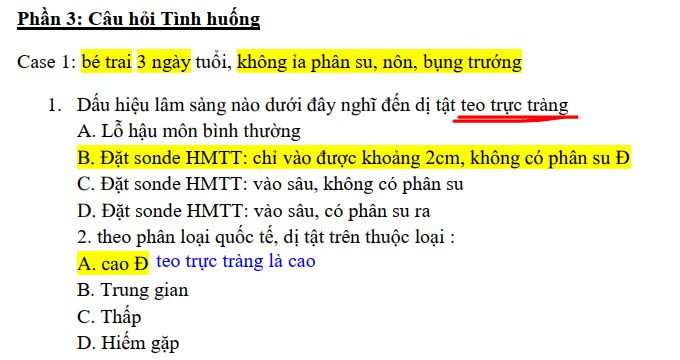 Phần 3: Câu hỏi Tình huống
Case 1: bé trai 3 ngày tuổi, không ỉa phân su, nôn, bụng trướng
1. Dấu hiệu lâm sàng nào dưới đây nghĩ đến dị tật teo trực tràng
A. Lỗ hậu môn bình thường
B. Đặt sonde HMTT: chỉ vào được khoảng 2cm, không có phân su Đ
C. Đặt sonde HMTT: vào sâu, không có phân su
D. Đặt sonde HMTT: vào sâu, có phân su ra
2. theo phân loại quốc tế, dị tật trên thuộc loại :
A. cao Đ teo trực tràng là cao
B. Trung gian
C. Thấp
D. Hiếm gặp